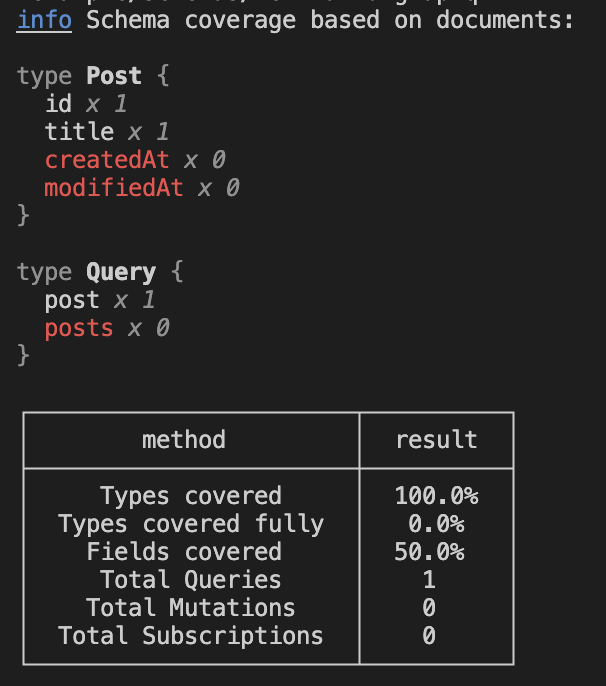 info Schema coverage based on documents:
type Post {
id x 1
title x 1
createdAt x 0
modifiedAt x 0
}
type Query {
post x 1
posts x 0
}
method result
Types covered 100.0%
Types covered fully 0.0%
Fields covered 50.0%
Total Queries 1
Total Mutations 0
Total Subscriptions 0